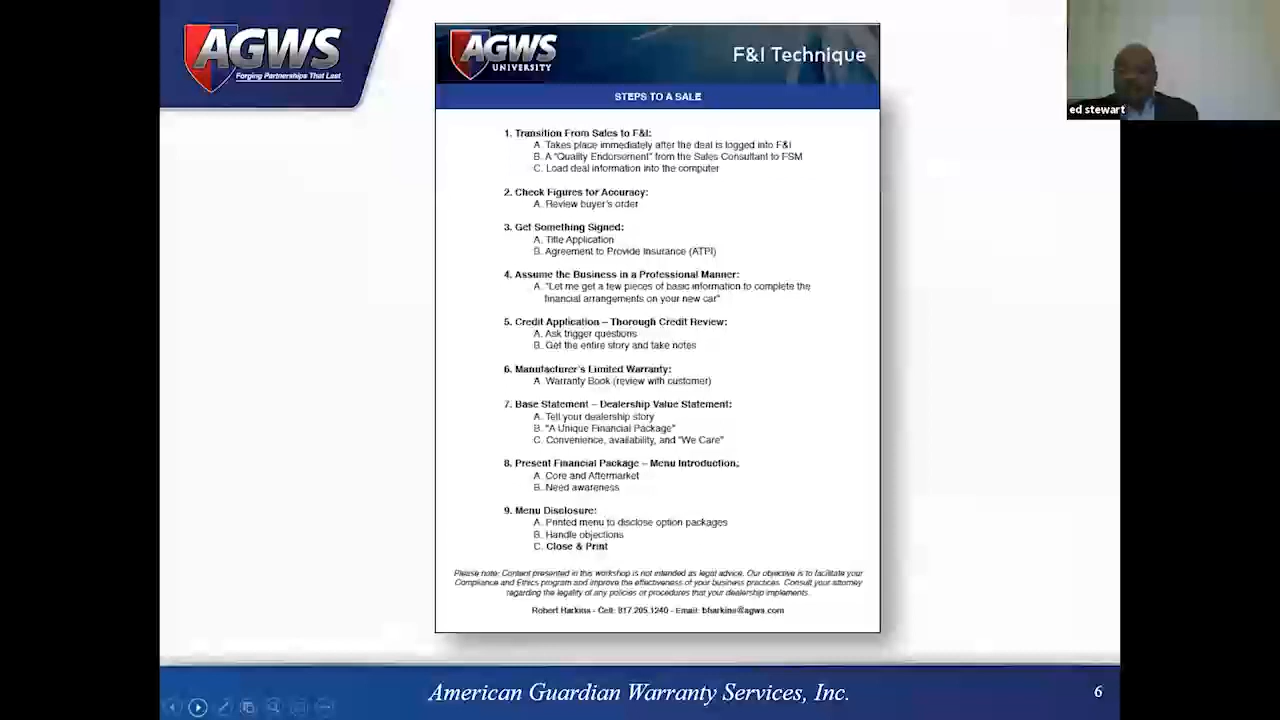 AGWS
Forging Partnerships That Last
AGWS
UNIVERSITY
F&I Technique
ed stewart
STEPS TO A SALE
1. Transition From Sales to F&I:
A. Takes place immediately after the deal is logged into F&I
B. A "Quality Endorsement" from the Sales Consultant to FSM
C. Load deal information into the computer
2. Check Figures for Accuracy:
A. Review buyer's order
3. Get Something Signed:
A. Title Application
B. Agreement to Provide Insurance (ATPI)
4. Assume the Business in a Professional Manner:
A. "Let me get a few pieces of basic information to complete the
financial arrangements on your new car"
5. Credit Application – Thorough Credit Review:
A. Ask trigger questions
B. Get the entire story and take notes
6. Manufacturer's Limited Warranty:
A. Warranty Book (review with customer)
7. Base Statement – Dealership Value Statement:
A. Tell your dealership story
B. "A Unique Financial Package"
C. Convenience, availability, and "We Care"
8. Present Financial Package – Menu Introduction:
A. Core and Aftermarket
B. Need awareness
9. Menu Disclosure:
A. Printed menu to disclose option packages
B. Handle objections
C. Close & Print
Please note: Content presented in this workshop is not intended as legal advice. Our objective is to facilitate your
Compliance and Ethics program and improve the effectiveness of your business practices. Consult your attorney
regarding the legality of any policies or procedures that your dealership implements.
Robert Harkins - Cell: 817.205.1240 - Email: bharkins@agws.com
American Guardian Warranty Services, Inc.
6